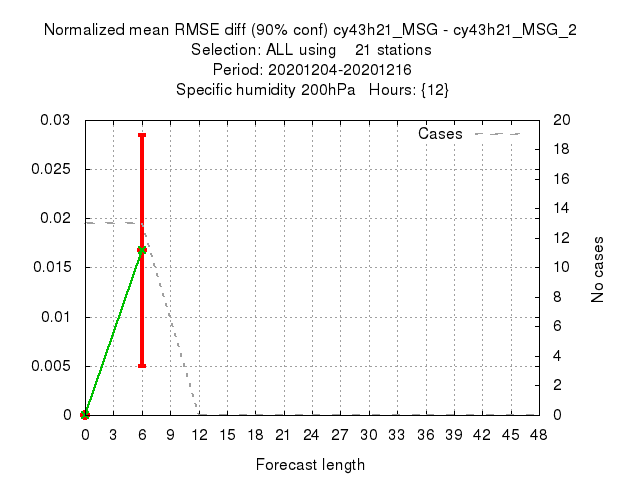 Normalized mean RMSE diff (90% conf) cy43h21_MSG - cy43h21_MSG_2
Selection: ALL using    21 stations
Period: 20201204-20201216
Specific humidity 200hPa   Hours: {12}
0.03
0.025
0.02
0.015
0.01
0.005
0
Cases
20
18
16
14
12
10
8
6
4
2
0
No cases
0 3 6 9 12 15 18 21 24 27 30 33 36 39 42 45 48
Forecast length